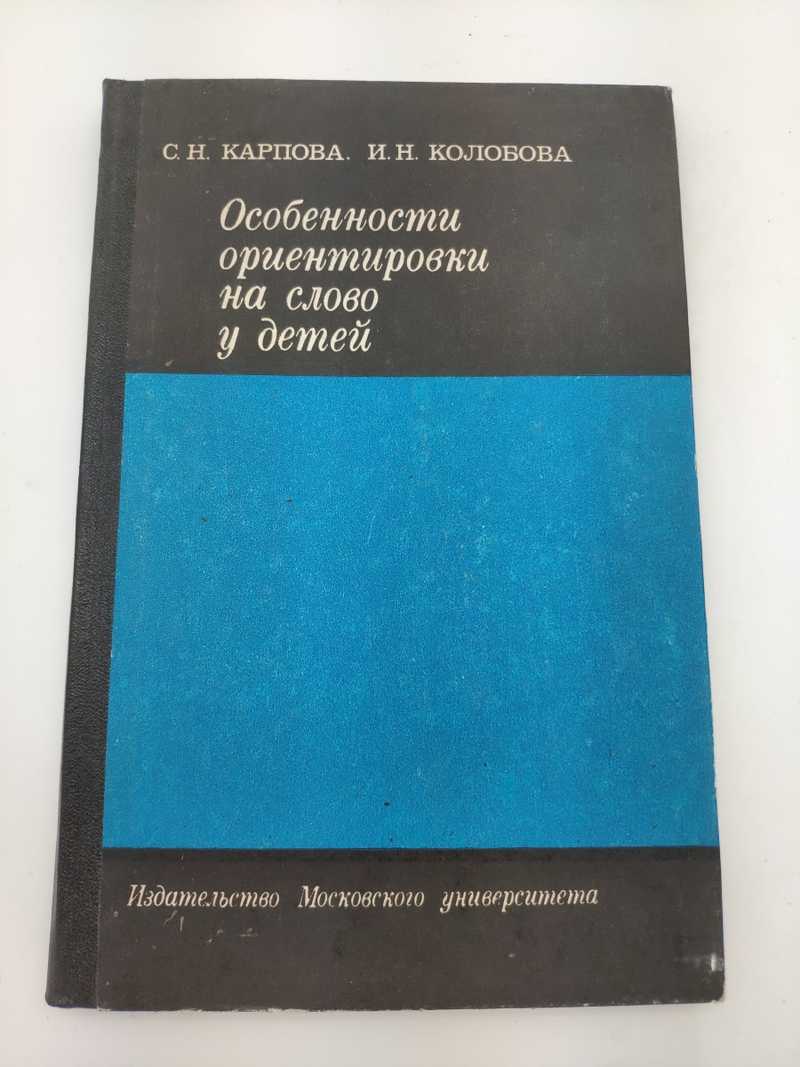 С. Н. КАРПОВА. И. Н. КОЛОБОВА
Особенности
ориентировки
на слово
у детей
Издательство Московского университета